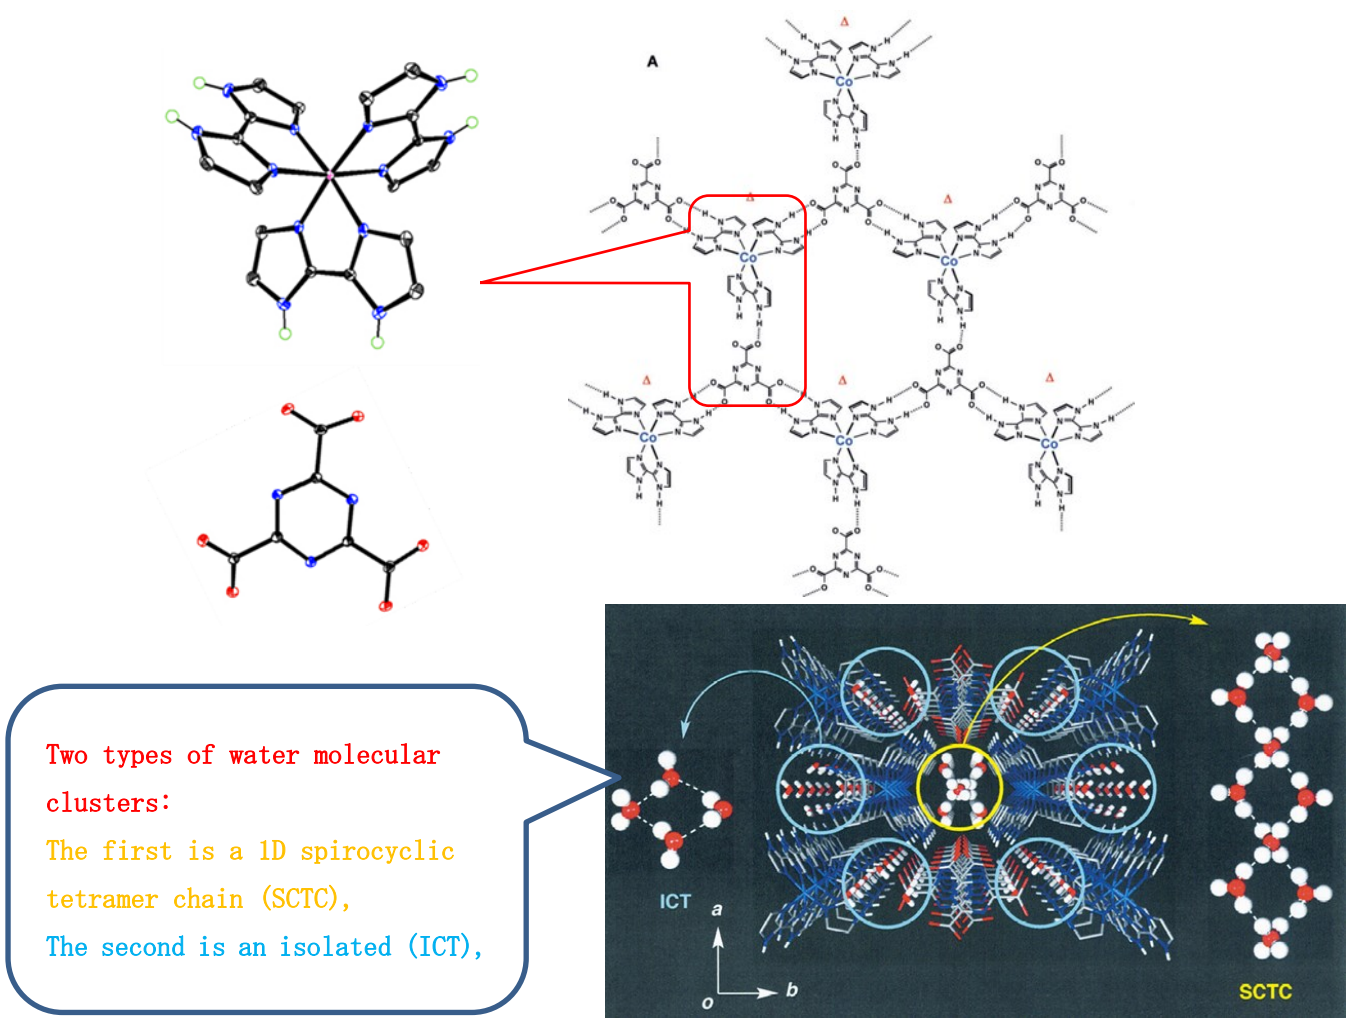 A
Δ
Co
Δ
Δ
Co
Co
Δ
Δ
Δ
Co
Co
Co
Two types of water molecular
clusters:
The first is a 1D spirocyclic
tetramer chain (SCTC),
The second is an isolated (ICT),
ICT
a
o
b
SCTC